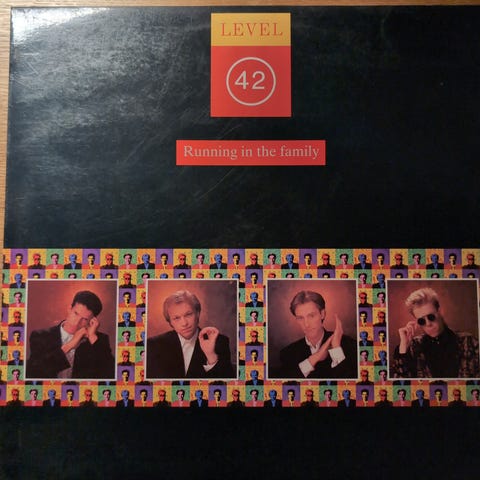 LEVEL
42
Running in the family